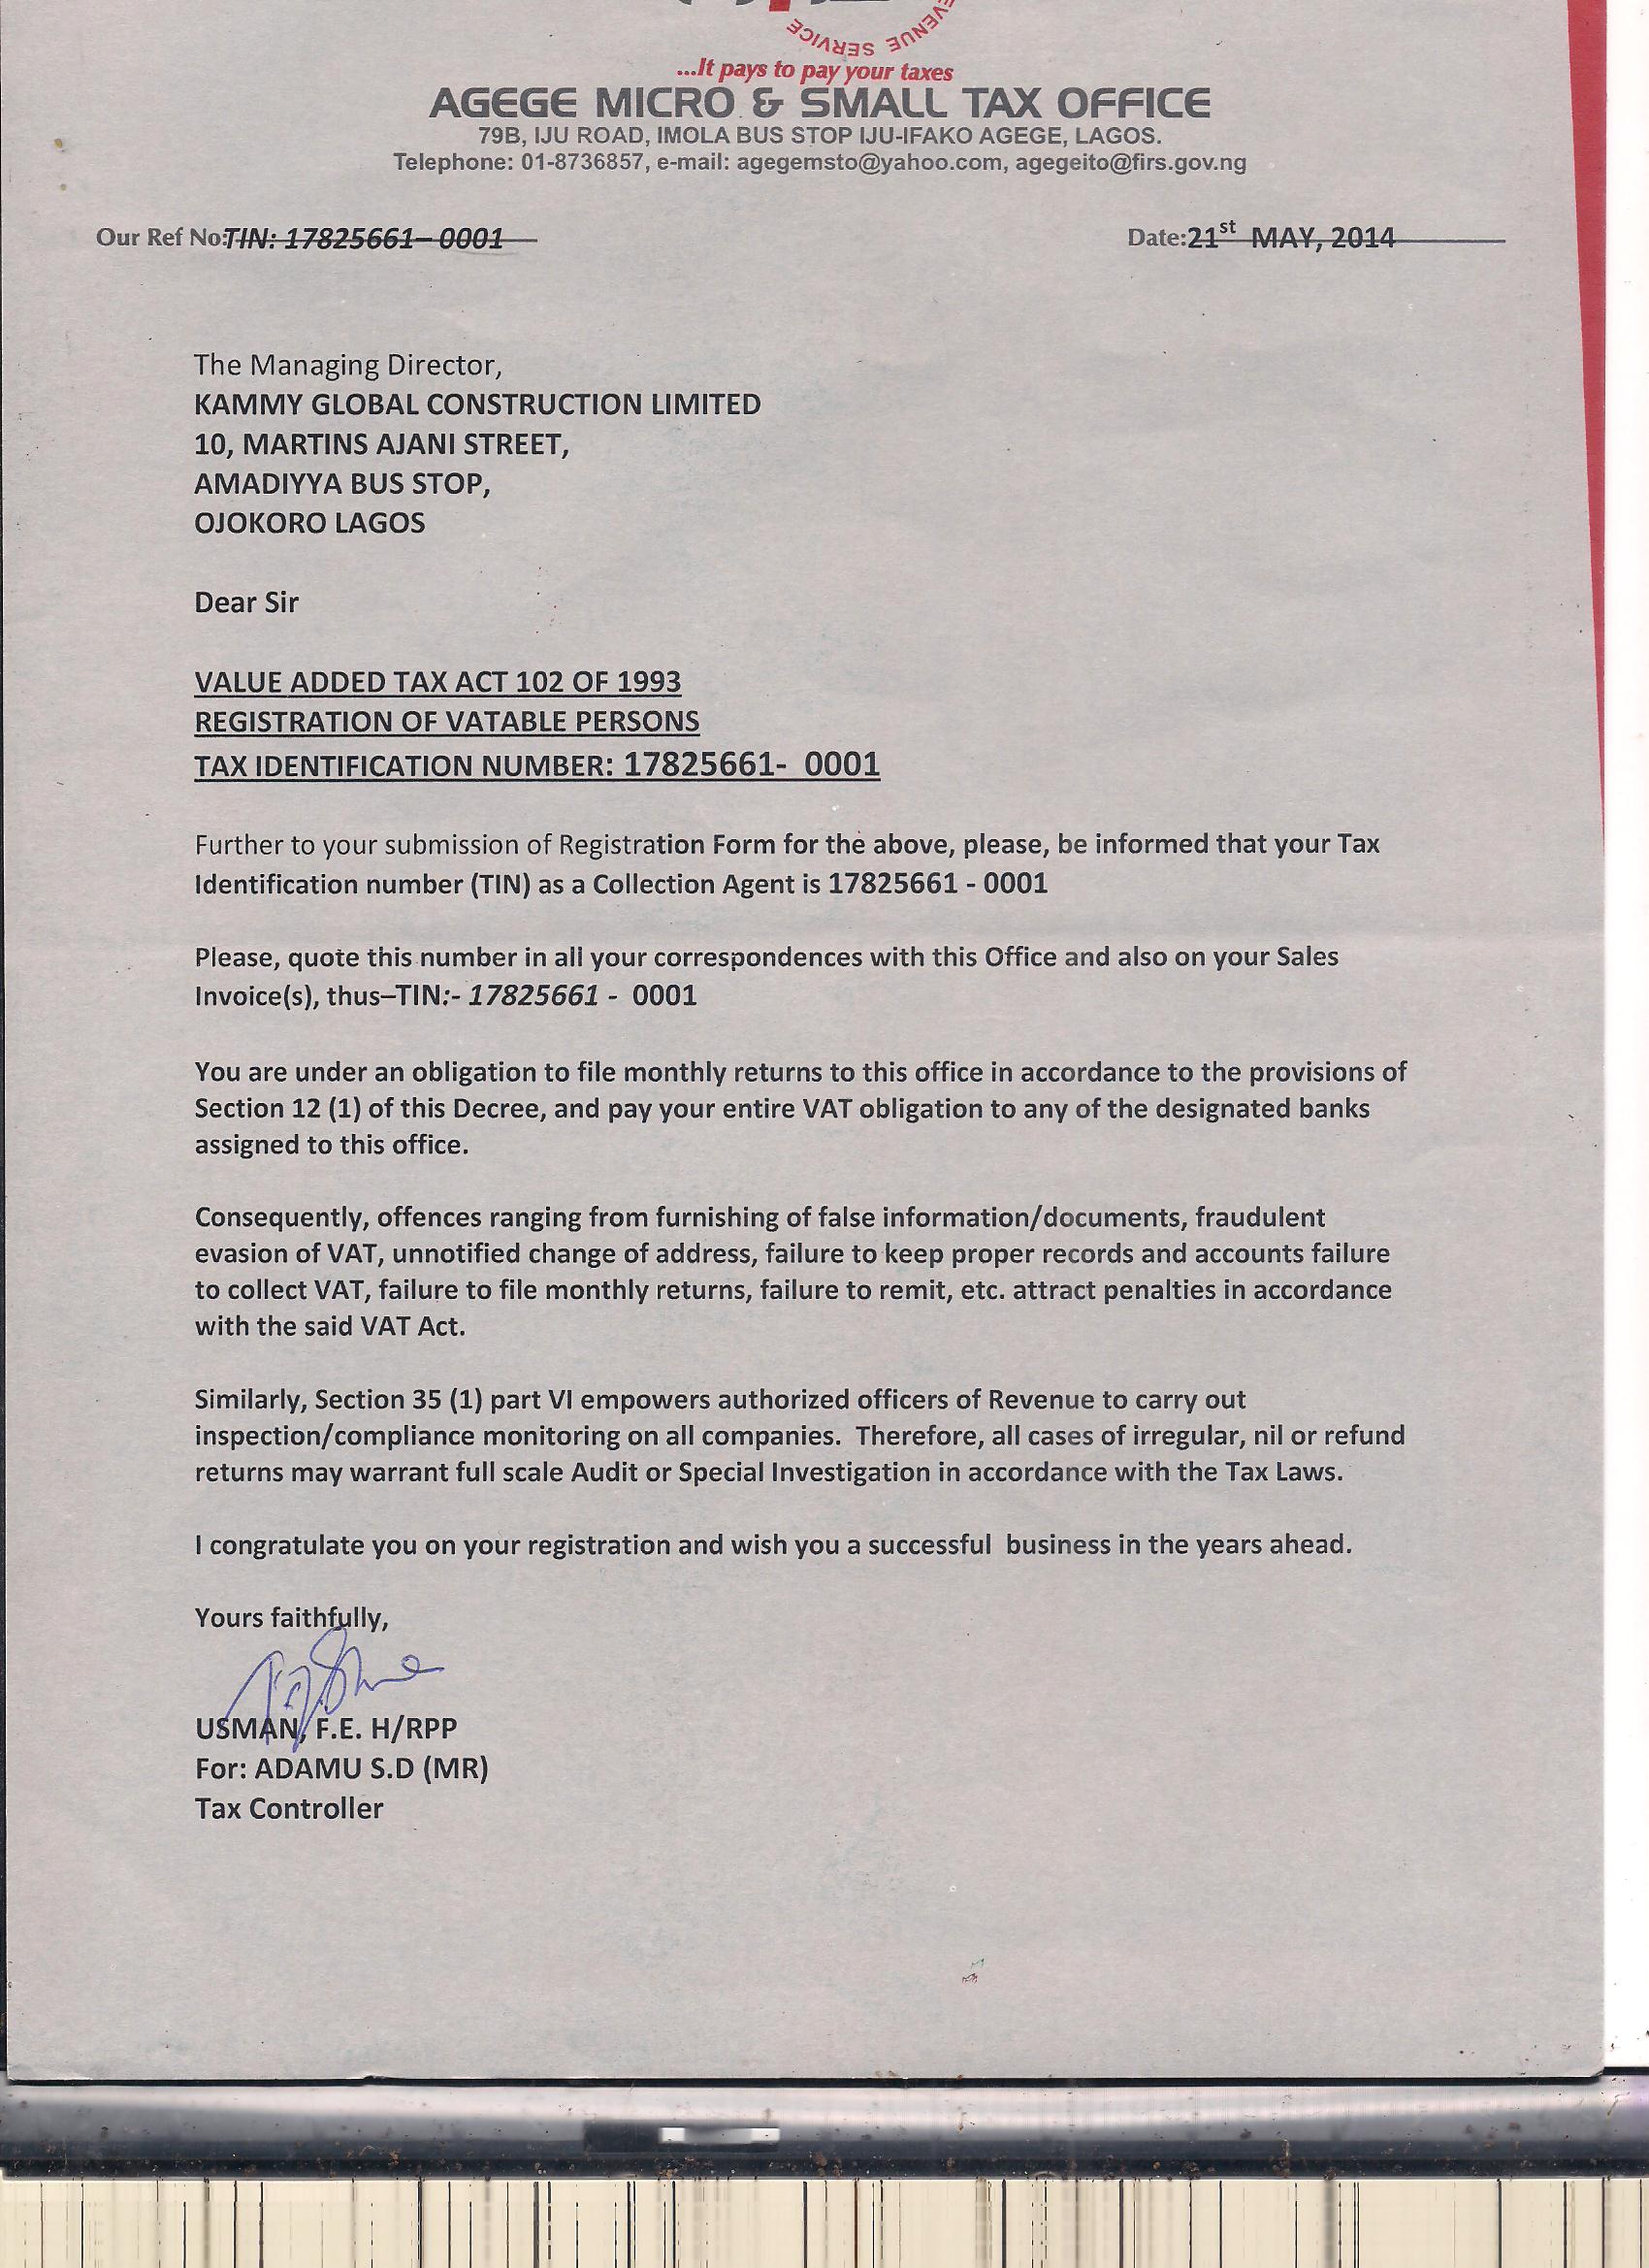 EVENUE SERVICE
...It pays to pay your taxes
AGEGE MICRO & SMALL TAX OFFICE
79B, IJU ROAD, IMOLA BUS STOP IJU-IFAKO AGEGE, LAGOS.
Telephone: 01-8736857, e-mail: agegemsto@yahoo.com, agegeito@firs.gov.ng
Our Ref No: TIN: 17825661– 0001
Date: 21st MAY, 2014
The Managing Director,
KAMMY GLOBAL CONSTRUCTION LIMITED
10, MARTINS AJANI STREET,
AMADIYYA BUS STOP,
OJOKORO LAGOS
Dear Sir
VALUE ADDED TAX ACT 102 OF 1993
REGISTRATION OF VATABLE PERSONS
TAX IDENTIFICATION NUMBER: 17825661- 0001
Further to your submission of Registration Form for the above, please, be informed that your Tax
Identification number (TIN) as a Collection Agent is 17825661 - 0001
Please, quote this number in all your correspondences with this Office and also on your Sales
Invoice(s), thus–TIN:- 17825661 - 0001
You are under an obligation to file monthly returns to this office in accordance to the provisions of
Section 12 (1) of this Decree, and pay your entire VAT obligation to any of the designated banks
assigned to this office.
Consequently, offences ranging from furnishing of false information/documents, fraudulent
evasion of VAT, unnotified change of address, failure to keep proper records and accounts failure
to collect VAT, failure to file monthly returns, failure to remit, etc. attract penalties in accordance
with the said VAT Act.
Similarly, Section 35 (1) part VI empowers authorized officers of Revenue to carry out
inspection/compliance monitoring on all companies. Therefore, all cases of irregular, nil or refund
returns may warrant full scale Audit or Special Investigation in accordance with the Tax Laws.
I congratulate you on your registration and wish you a successful business in the years ahead.
Yours faithfully,
USMAN, F.E. H/RPP
For: ADAMU S.D (MR)
Tax Controller